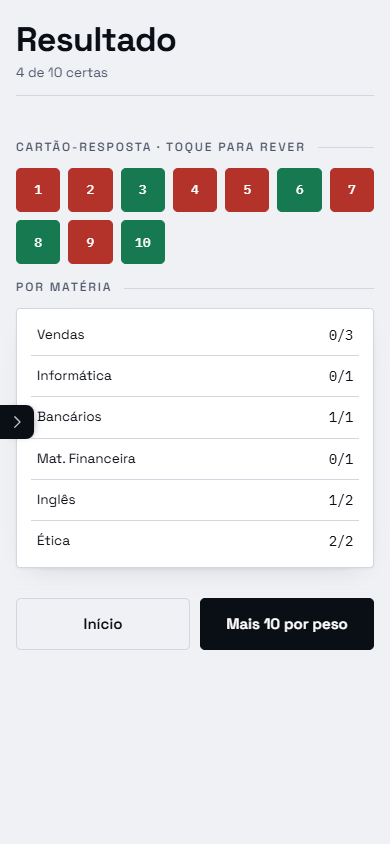 Resultado
4 de 10 certas
CARTÃO-RESPOSTA · TOQUE PARA REVER
1 2 3 4 5 6 7
8 9 10
POR MATÉRIA
Vendas 0/3
Informática 0/1
Bancários 1/1
Mat. Financeira 0/1
Inglês 1/2
Ética 2/2
Início Mais 10 por peso